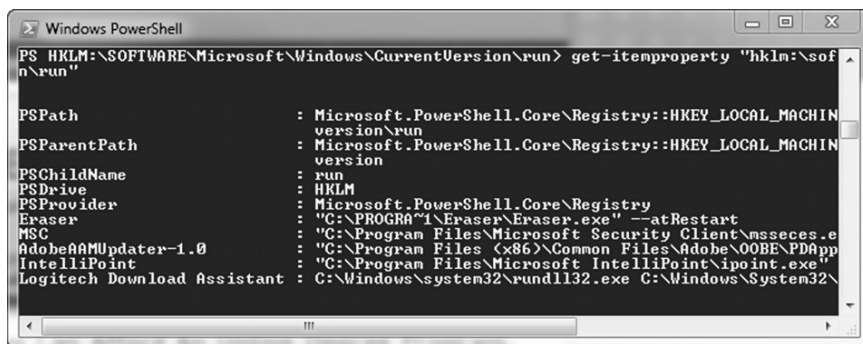 Windows PowerShell
PS HKLM:\SOFTWARE\Microsoft\Windows\CurrentVersion\run> get-itemproperty "hklm:\sof
n\run"
PSPath : Microsoft.PowerShell.Core\Registry::HKEY_LOCAL_MACHIN
version\run
PSParentPath : Microsoft.PowerShell.Core\Registry::HKEY_LOCAL_MACHIN
version
PSChildName : run
PSDrive : HKLM
PSProvider : Microsoft.PowerShell.Core\Registry
Eraser : "C:\PROGRA~1\Eraser\Eraser.exe" --atRestart
MSC : "C:\Program Files\Microsoft Security Client\msseces.e
AdobeAAMUpdater-1.0 : "C:\Program Files (x86)\Common Files\Adobe\OOBE\PDApp
IntelliPoint : "C:\Program Files\Microsoft IntelliPoint\ipoint.exe"
Logitech Download Assistant : C:\Windows\system32\rundll32.exe C:\Windows\System32\